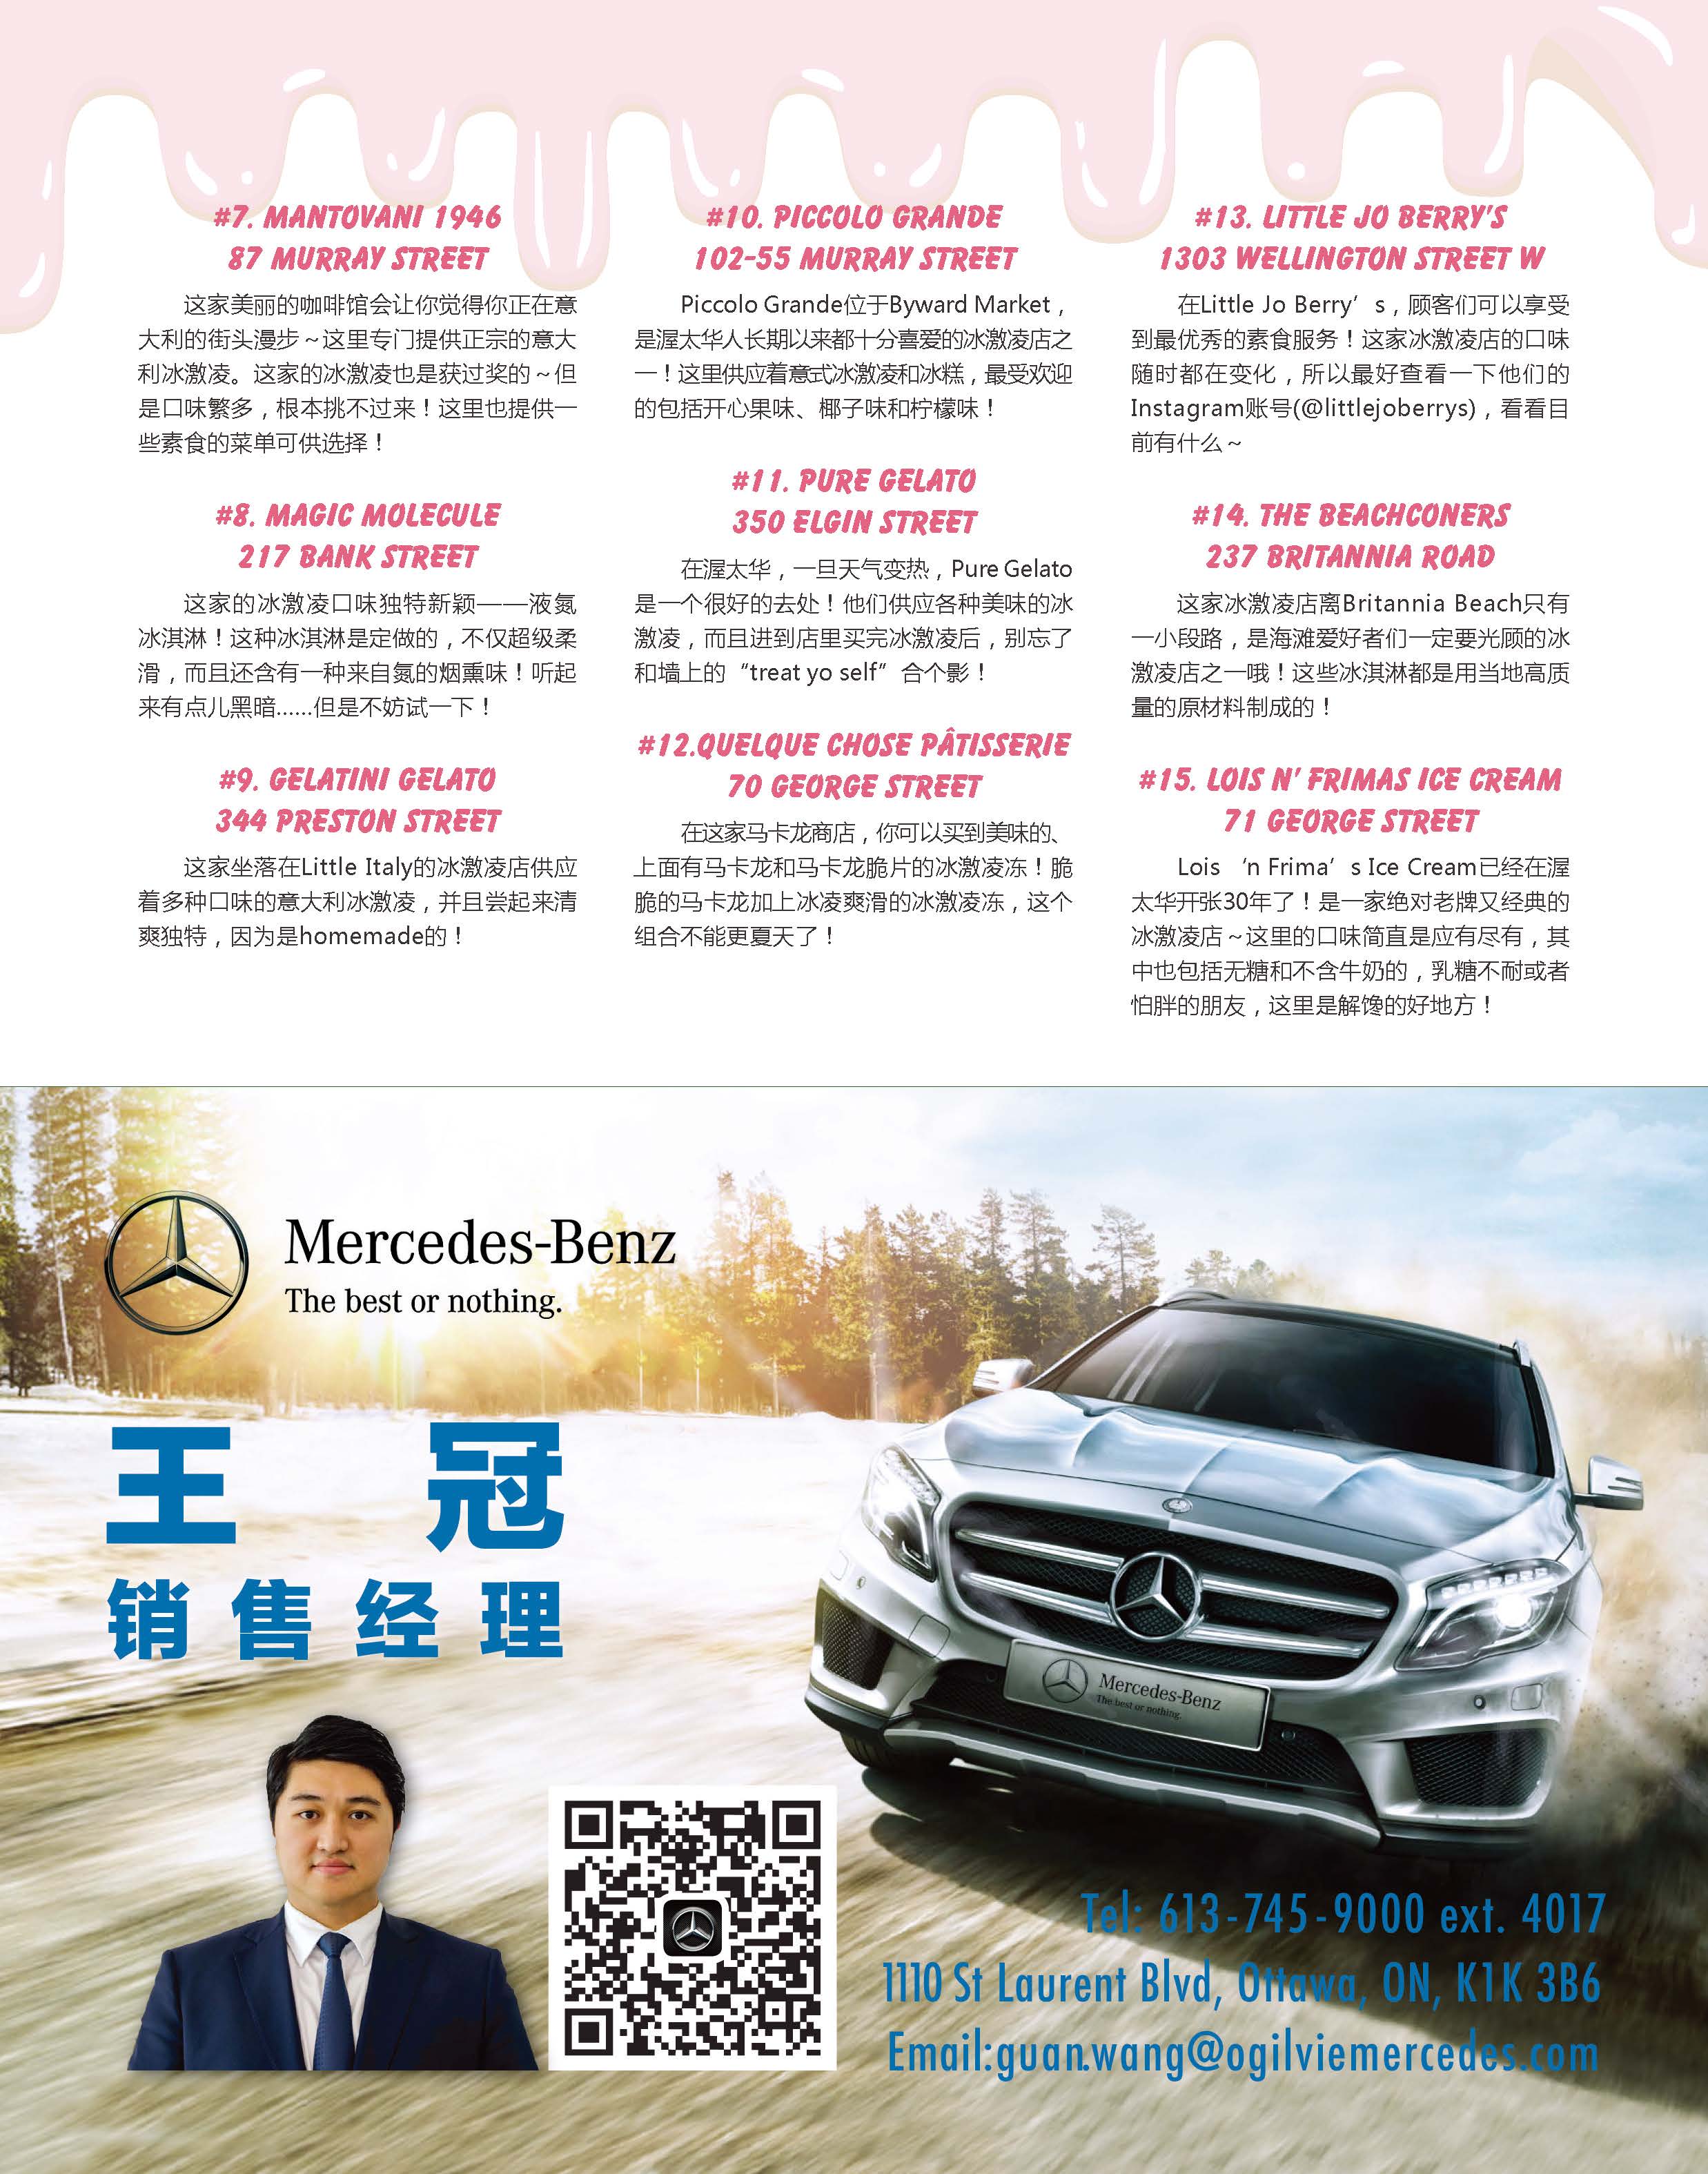 #7. MANTOVANI 1946
87 MURRAY STREET
这家美丽的咖啡馆会让你觉得你正在意
大利的街头漫步~这里专门提供正宗的意大
利冰激凌。这家的冰激凌也是获过奖的~但
是口味繁多，根本挑不过来！这里也提供一
些素食的菜单可供选择！
#8. MAGIC MOLECULE
217 BANK STREET
这家的冰激凌口味独特新颖——液氮
冰淇淋！这种冰淇淋是定做的，不仅超级柔
滑，而且还含有一种来自氮的烟熏味！听起
来有点儿黑暗......但是不妨试一下！
#9. GELATINI GELATO
344 PRESTON STREET
这家坐落在Little Italy的冰激凌店供应
着多种口味的意大利冰激凌，并且尝起来清
爽独特，因为是homemade的！
#10. PICCOLO GRANDE
102-55 MURRAY STREET
Piccolo Grande位于Byward Market，
是渥太华人长期以来都十分喜爱的冰激凌店之
一！这里供应着意式冰激凌和冰糕，最受欢迎
的包括开心果味、椰子味和柠檬味！
#11. PURE GELATO
350 ELGIN STREET
在渥太华，一旦天气变热，Pure Gelato
是一个很好的去处！他们供应各种美味的冰
激凌，而且进到店里买完冰激凌后，别忘了
和墙上的“treat yo self”合个影！
#12.QUELQUE CHOSE PÂTISSERIE
70 GEORGE STREET
在这家马卡龙商店，你可以买到美味的、
上面有马卡龙和马卡龙脆片的冰激凌冻！脆
脆的马卡龙加上冰凌爽滑的冰激凌冻，这个
组合不能更夏天了！
#13. LITTLE JO BERRY'S
1303 WELLINGTON STREET W
在Little Jo Berry’s，顾客们可以享受
到最优秀的素食服务！这家冰激凌店的口味
随时都在变化，所以最好查看一下他们的
Instagram账号(@littlejoberrys)，看看目
前有什么~
#14. THE BEACHCONERS
237 BRITANNIA ROAD
这家冰激凌店离Britannia Beach只有
一小段路，是海滩爱好者们一定要光顾的冰
激凌店之一哦！这些冰淇淋都是用当地高质
量的原材料制成的！
#15. LOIS N' FRIMAS ICE CREAM
71 GEORGE STREET
Lois ‘n Frima’s Ice Cream已经在渥
太华开张30年了！是一家绝对老牌又经典的
冰激凌店~这里的口味简直是应有尽有，其
中也包括无糖和不含牛奶的，乳糖不耐或者
怕胖的朋友，这里是解馋的好地方！
Mercedes-Benz
The best or nothing.
王 冠
销售经理
Mercedes-Benz
The best or nothing.
Tel: 613-745-9000 ext. 4017
1110 St Laurent Blvd, Ottawa, ON, K1K 3B6
Email:guan.wang@ogilviemercedes.com